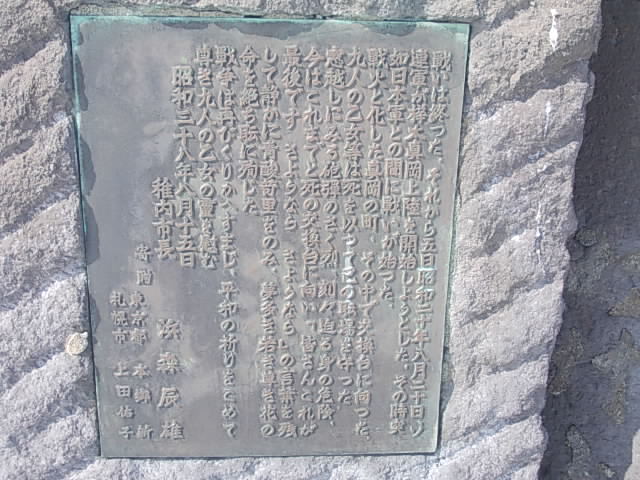 戦いは終った、それから五日昭和二十年八月二十日ソ
連軍が樺太真岡上陸を開始しようとした、その時突
如日本軍との間に戦いが始った。
戦火と化した真岡の町、その中で交換台に向った
九人の乙女等は死を以ってこの職場を守った
窓越しにみる砲弾のさく烈、刻々迫る身の危険、
今はこれまでと死の交換台に向い「皆さんこれが
最後です さようなら さようなら」の言葉を残
して静かに青酸苛里をのみ、夢多き若き尊き花の
命を絶ち職に殉じた
戦争は再びくりかえすまじ、平和の祈りをこめて
尊き九人の乙女の霊を慰む
昭和三十八年八月十五日
稚内市長 浜森辰雄
寄贈 東京都 本郷新
札幌市 上田佑子